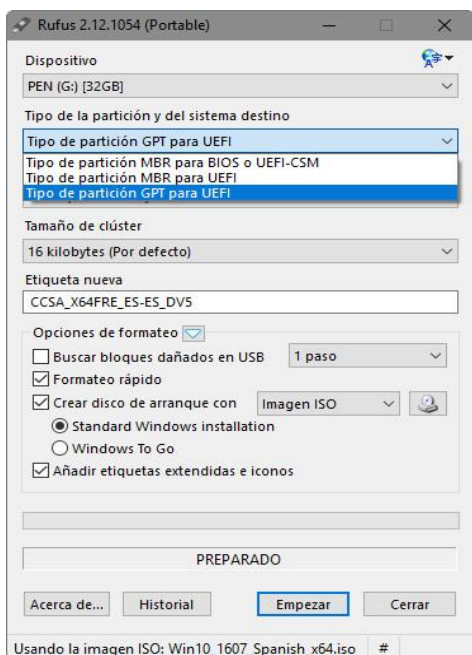 Rufus 2.12.1054 (Portable)
Dispositivo
PEN (G:) [32GB]
Tipo de la partición y del sistema destino
Tipo de partición GPT para UEFI
Tipo de partición MBR para BIOS o UEFI-CSM
Tipo de partición MBR para UEFI
Tipo de partición GPT para UEFI
Tamaño de clúster
16 kilobytes (Por defecto)
Etiqueta nueva
CCSA_X64FRE_ES-ES_DV5
Opciones de formateo
Buscar bloques dañados en USB 1 paso
Formateo rápido
Crear disco de arranque con Imagen ISO
Standard Windows installation
Windows To Go
Añadir etiquetas extendidas e iconos
PREPARADO
Acerca de... Historial Empezar Cerrar
Usando la imagen ISO: Win10_1607_Spanish_x64.iso #